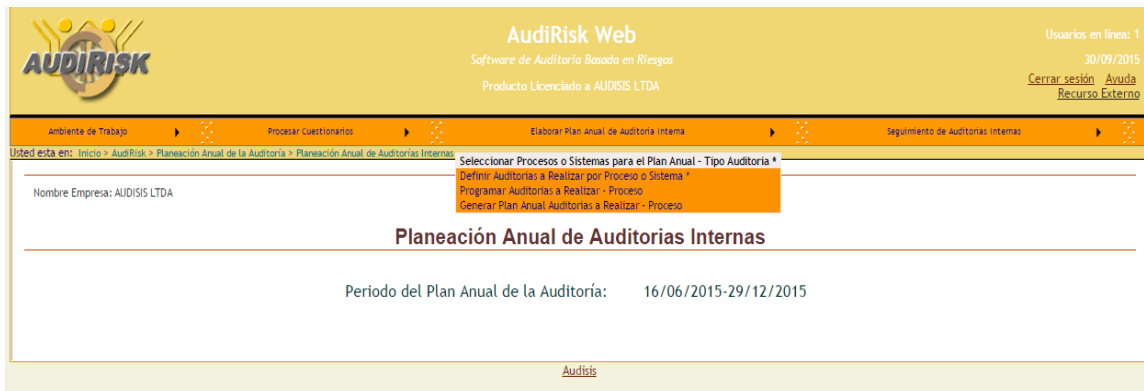 AUDIRISK
AudiRisk Web
Software de Auditoria Basada en Riesgos
Producto Licenciado a AUDISIS LTDA
Usuarios en línea: 1
30/09/2015
Cerrar sesión Ayuda
Recurso Externo
Ambiente de Trabajo Procesar Cuestionarios Elaborar Plan Anual de Auditoria Interna Seguimiento de Auditorias Internas
Usted esta en: Inicio > AudiRisk > Planeación Anual de la Auditoría > Planeación Anual de Auditorías Internas
Seleccionar Procesos o Sistemas para el Plan Anual - Tipo Auditoria *
Definir Auditorias a Realizar por Proceso o Sistema *
Programar Auditorias a Realizar - Proceso
Generar Plan Anual Auditorias a Realizar - Proceso
Nombre Empresa: AUDISIS LTDA
Planeación Anual de Auditorias Internas
Periodo del Plan Anual de la Auditoría: 16/06/2015-29/12/2015
Audisis